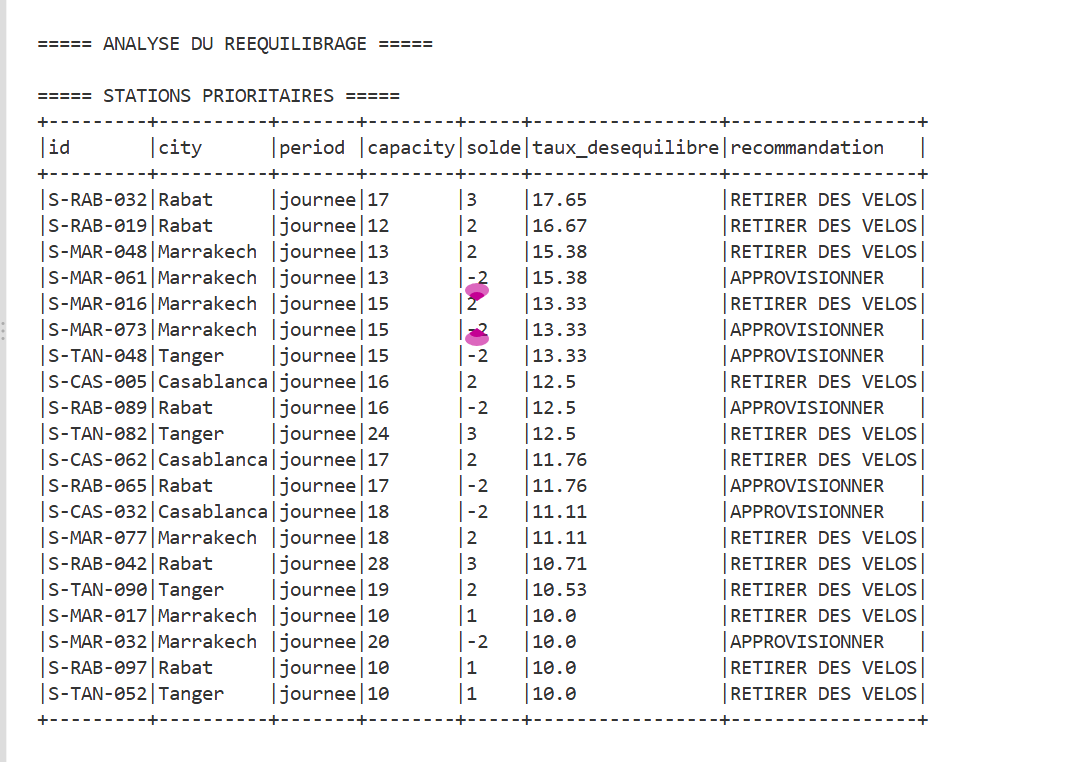 ===== ANALYSE DU REEQUILIBRAGE =====
===== STATIONS PRIORITAIRES =====
+---------+----------+-------+--------+-----+-----------------+-----------------+
|id       |city      |period |capacity|solde|taux_desequilibre|recommandation   |
+---------+----------+-------+--------+-----+-----------------+-----------------+
|S-RAB-032|Rabat     |journee|17      |3    |17.65            |RETIRER DES VELOS|
|S-RAB-019|Rabat     |journee|12      |2    |16.67            |RETIRER DES VELOS|
|S-MAR-048|Marrakech |journee|13      |2    |15.38            |RETIRER DES VELOS|
|S-MAR-061|Marrakech |journee|13      |-2   |15.38            |APPROVISIONNER   |
|S-MAR-016|Marrakech |journee|15      |2    |13.33            |RETIRER DES VELOS|
|S-MAR-073|Marrakech |journee|15      |-2   |13.33            |APPROVISIONNER   |
|S-TAN-048|Tanger    |journee|15      |-2   |13.33            |APPROVISIONNER   |
|S-CAS-005|Casablanca|journee|16      |2    |12.5             |RETIRER DES VELOS|
|S-RAB-089|Rabat     |journee|16      |-2   |12.5             |APPROVISIONNER   |
|S-TAN-082|Tanger    |journee|24      |3    |12.5             |RETIRER DES VELOS|
|S-CAS-062|Casablanca|journee|17      |2    |11.76            |RETIRER DES VELOS|
|S-RAB-065|Rabat     |journee|17      |-2   |11.76            |APPROVISIONNER   |
|S-CAS-032|Casablanca|journee|18      |-2   |11.11            |APPROVISIONNER   |
|S-MAR-077|Marrakech |journee|18      |2    |11.11            |RETIRER DES VELOS|
|S-RAB-042|Rabat     |journee|28      |3    |10.71            |RETIRER DES VELOS|
|S-TAN-090|Tanger    |journee|19      |2    |10.53            |RETIRER DES VELOS|
|S-MAR-017|Marrakech |journee|10      |1    |10.0             |RETIRER DES VELOS|
|S-MAR-032|Marrakech |journee|20      |-2   |10.0             |APPROVISIONNER   |
|S-RAB-097|Rabat     |journee|10      |1    |10.0             |RETIRER DES VELOS|
|S-TAN-052|Tanger    |journee|10      |1    |10.0             |RETIRER DES VELOS|
+---------+----------+-------+--------+-----+-----------------+-----------------+